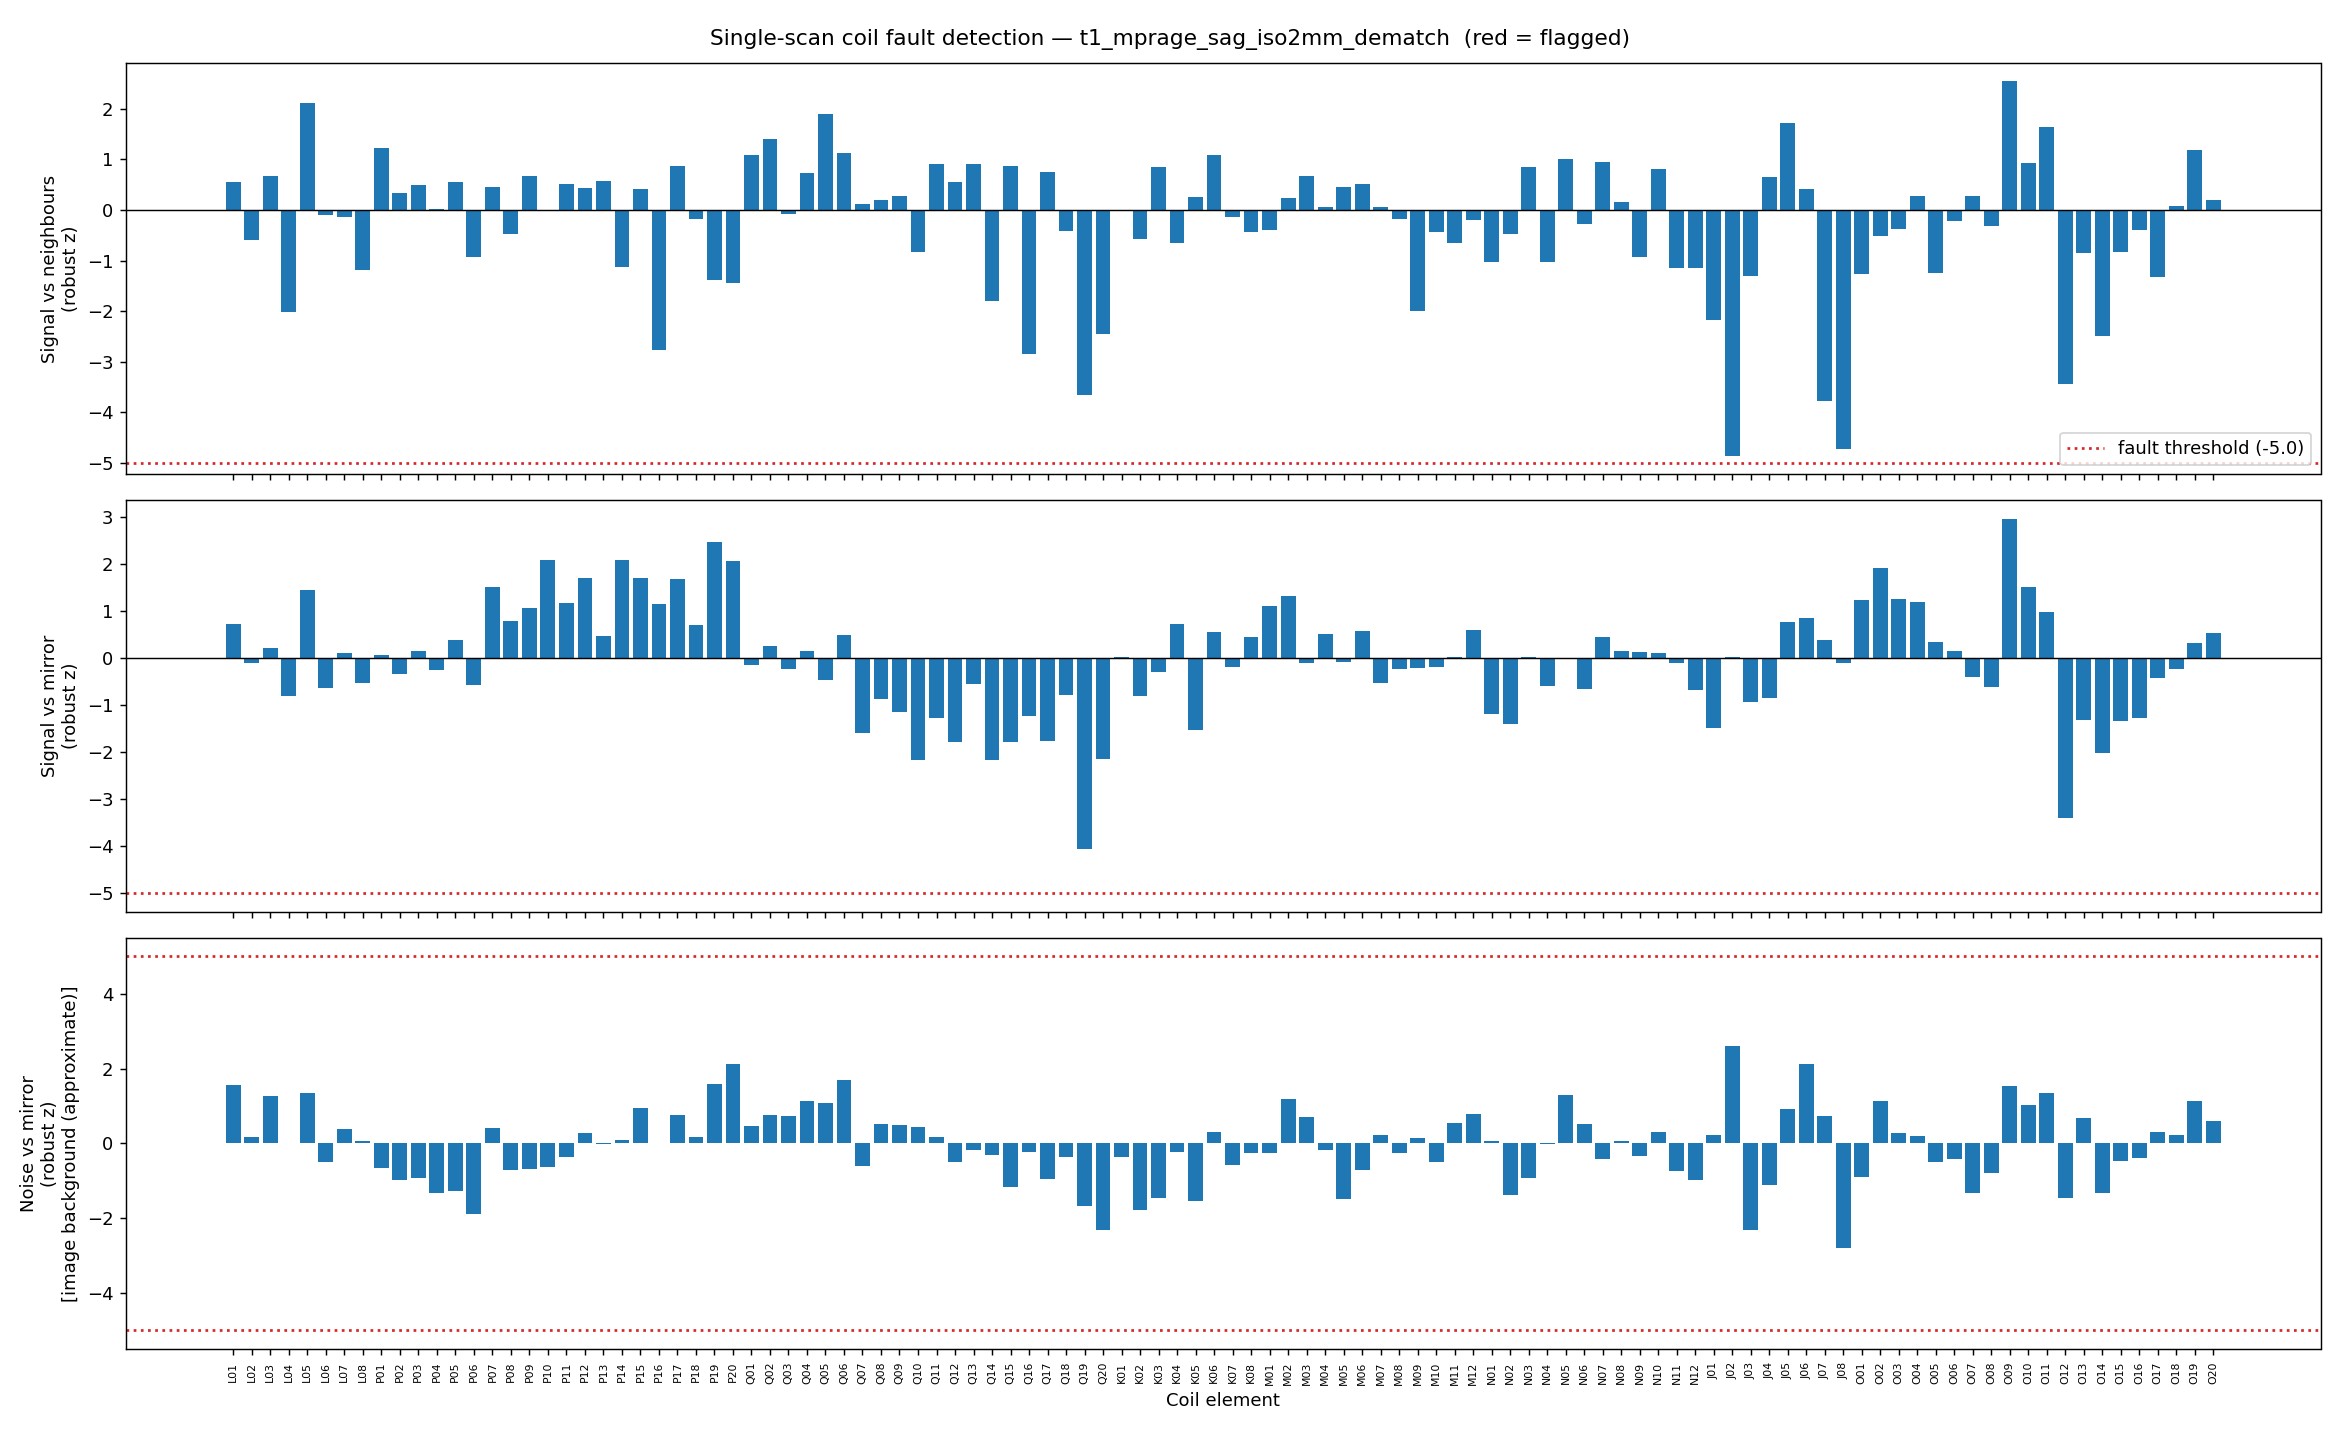 Single-scan coil fault detection — t1_mprage_sag_iso2mm_dematch  (red = flagged)
Signal vs neighbours
(robust z)
2
1
0
−1
−2
−3
−4
−5
fault threshold (-5.0)
Signal vs mirror
(robust z)
3
2
1
0
−1
−2
−3
−4
−5
Noise vs mirror
(robust z)
[image background (approximate)]
4
2
0
−2
−4
L01 L02 L03 L04 L05 L06 L07 L08 P01 P02 P03 P04 P05 P06 P07 P08 P09 P10 P11 P12 P13 P14 P15 P16 P17 P18 P19 P20 Q01 Q02 Q03 Q04 Q05 Q06 Q07 Q08 Q09 Q10 Q11 Q12 Q13 Q14 Q15 Q16 Q17 Q18 Q19 Q20 K01 K02 K03 K04 K05 K06 K07 K08 M01 M02 M03 M04 M05 M06 M07 M08 M09 M10 M11 M12 N01 N02 N03 N04 N05 N06 N07 N08 N09 N10 N11 N12 J01 J02 J03 J04 J05 J06 J07 J08 O01 O02 O03 O04 O05 O06 O07 O08 O09 O10 O11 O12 O13 O14 O15 O16 O17 O18 O19 O20
Coil element